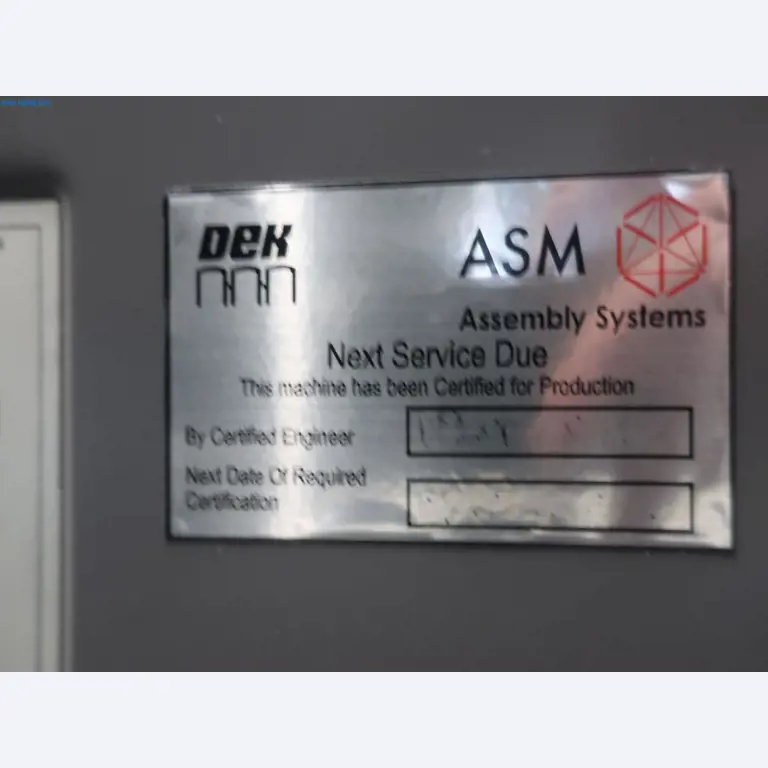 DEK
ASM
Assembly Systems
Next Service Due
This machine has been Certified for Production
By Certified Engineer
Next Date Of Required
Certification